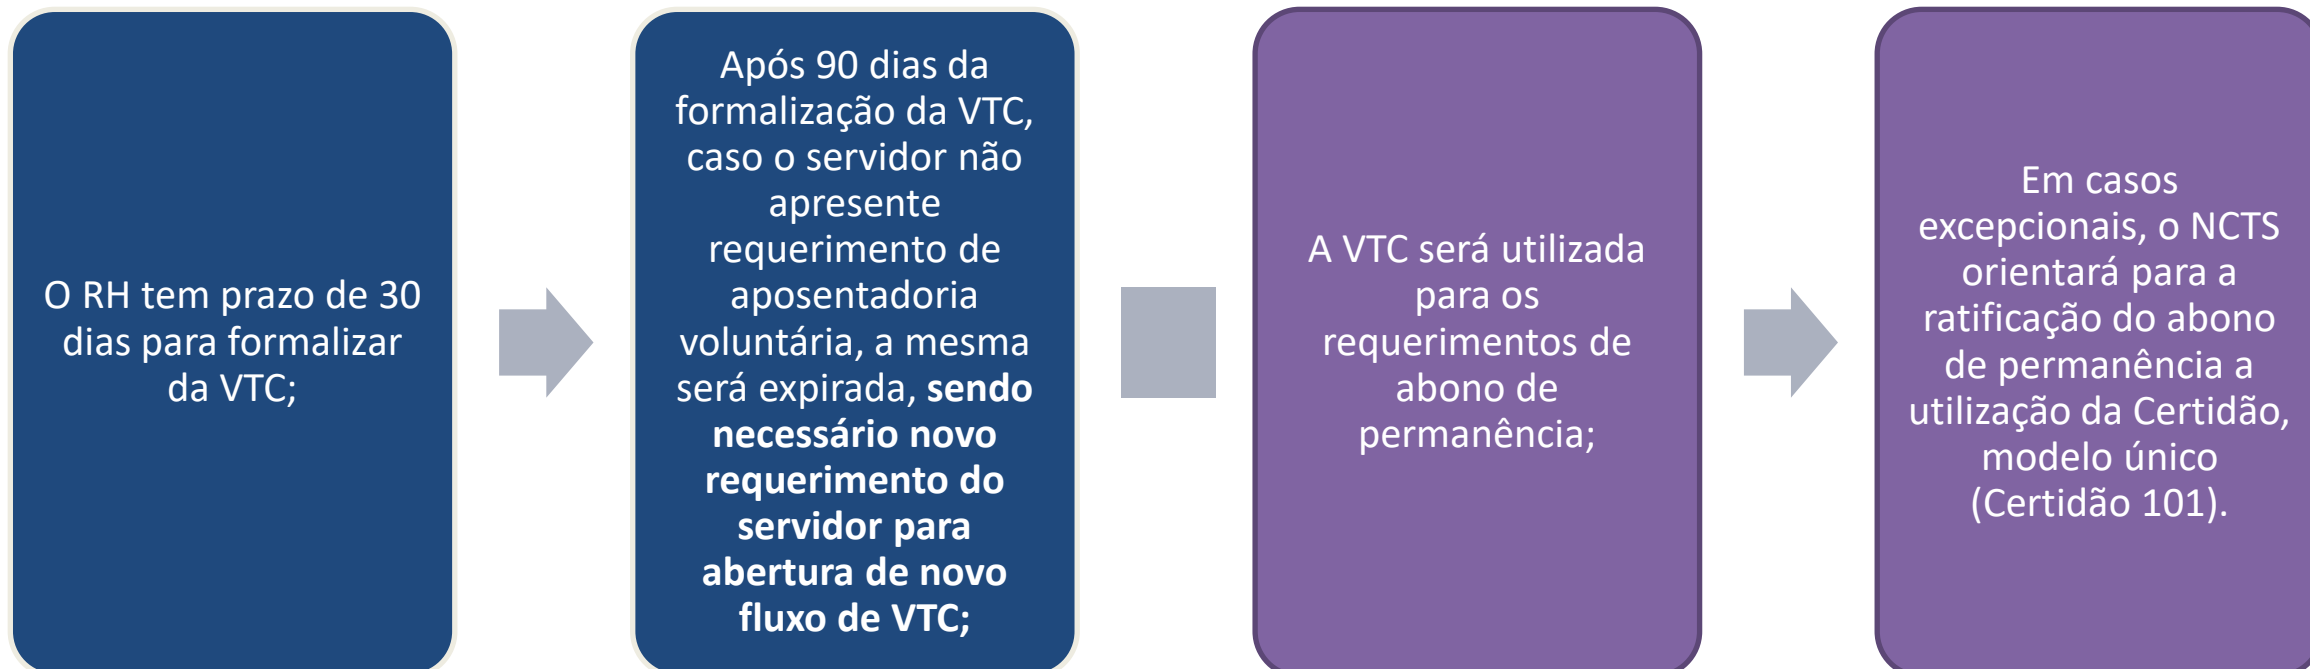 O RH tem prazo de 30
dias para formalizar
da VTC;
Após 90 dias da
formalização da VTC,
caso o servidor não
apresente
requerimento de
aposentadoria
voluntária, a mesma
será expirada, sendo
necessário novo
requerimento do
servidor para
abertura de novo
fluxo de VTC;
A VTC será utilizada
para os
requerimentos de
abono de
permanência;
Em casos
excepcionais, o NCTS
orientará para a
ratificação do abono
de permanência a
utilização da Certidão,
modelo único
(Certidão 101).